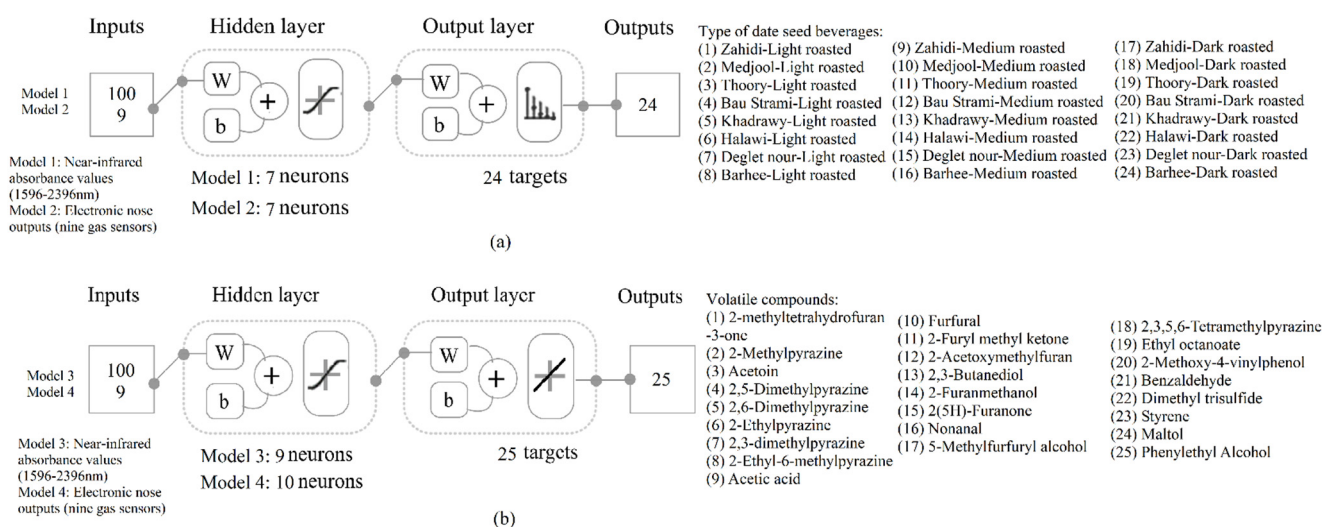 Inputs
Hidden layer
Output layer
Outputs
Model 1
Model 2
100
9
W
b
+
W
b
+
24
Model 1: Near-infrared
absorbance values
(1596-2396nm)
Model 2: Electronic nose
outputs (nine gas sensors)
Model 1: 7 neurons
Model 2: 7 neurons
24 targets
Type of date seed beverages:
(1) Zahidi-Light roasted
(2) Medjool-Light roasted
(3) Thoory-Light roasted
(4) Bau Strami-Light roasted
(5) Khadrawy-Light roasted
(6) Halawi-Light roasted
(7) Deglet nour-Light roasted
(8) Barhee-Light roasted
(9) Zahidi-Medium roasted
(10) Medjool-Medium roasted
(11) Thoory-Medium roasted
(12) Bau Strami-Medium roasted
(13) Khadrawy-Medium roasted
(14) Halawi-Medium roasted
(15) Deglet nour-Medium roasted
(16) Barhee-Medium roasted
(17) Zahidi-Dark roasted
(18) Medjool-Dark roasted
(19) Thoory-Dark roasted
(20) Bau Strami-Dark roasted
(21) Khadrawy-Dark roasted
(22) Halawi-Dark roasted
(23) Deglet nour-Dark roasted
(24) Barhee-Dark roasted
(a)
Inputs
Hidden layer
Output layer
Outputs
Model 3
Model 4
100
9
W
b
+
W
b
+
25
Model 3: Near-infrared
absorbance values
(1596-2396nm)
Model 4: Electronic nose
outputs (nine gas sensors)
Model 3: 9 neurons
Model 4: 10 neurons
25 targets
Volatile compounds:
(1) 2-methyltetrahydrofuran
-3-one
(2) 2-Methylpyrazine
(3) Acetoin
(4) 2,5-Dimethylpyrazine
(5) 2,6-Dimethylpyrazine
(6) 2-Ethylpyrazine
(7) 2,3-dimethylpyrazine
(8) 2-Ethyl-6-methylpyrazine
(9) Acetic acid
(10) Furfural
(11) 2-Furyl methyl ketone
(12) 2-Acetoxymethylfuran
(13) 2,3-Butanediol
(14) 2-Furanmethanol
(15) 2(5H)-Furanone
(16) Nonanal
(17) 5-Methylfurfuryl alcohol
(18) 2,3,5,6-Tetramethylpyrazine
(19) Ethyl octanoate
(20) 2-Methoxy-4-vinylphenol
(21) Benzaldehyde
(22) Dimethyl trisulfide
(23) Styrene
(24) Maltol
(25) Phenylethyl Alcohol
(b)